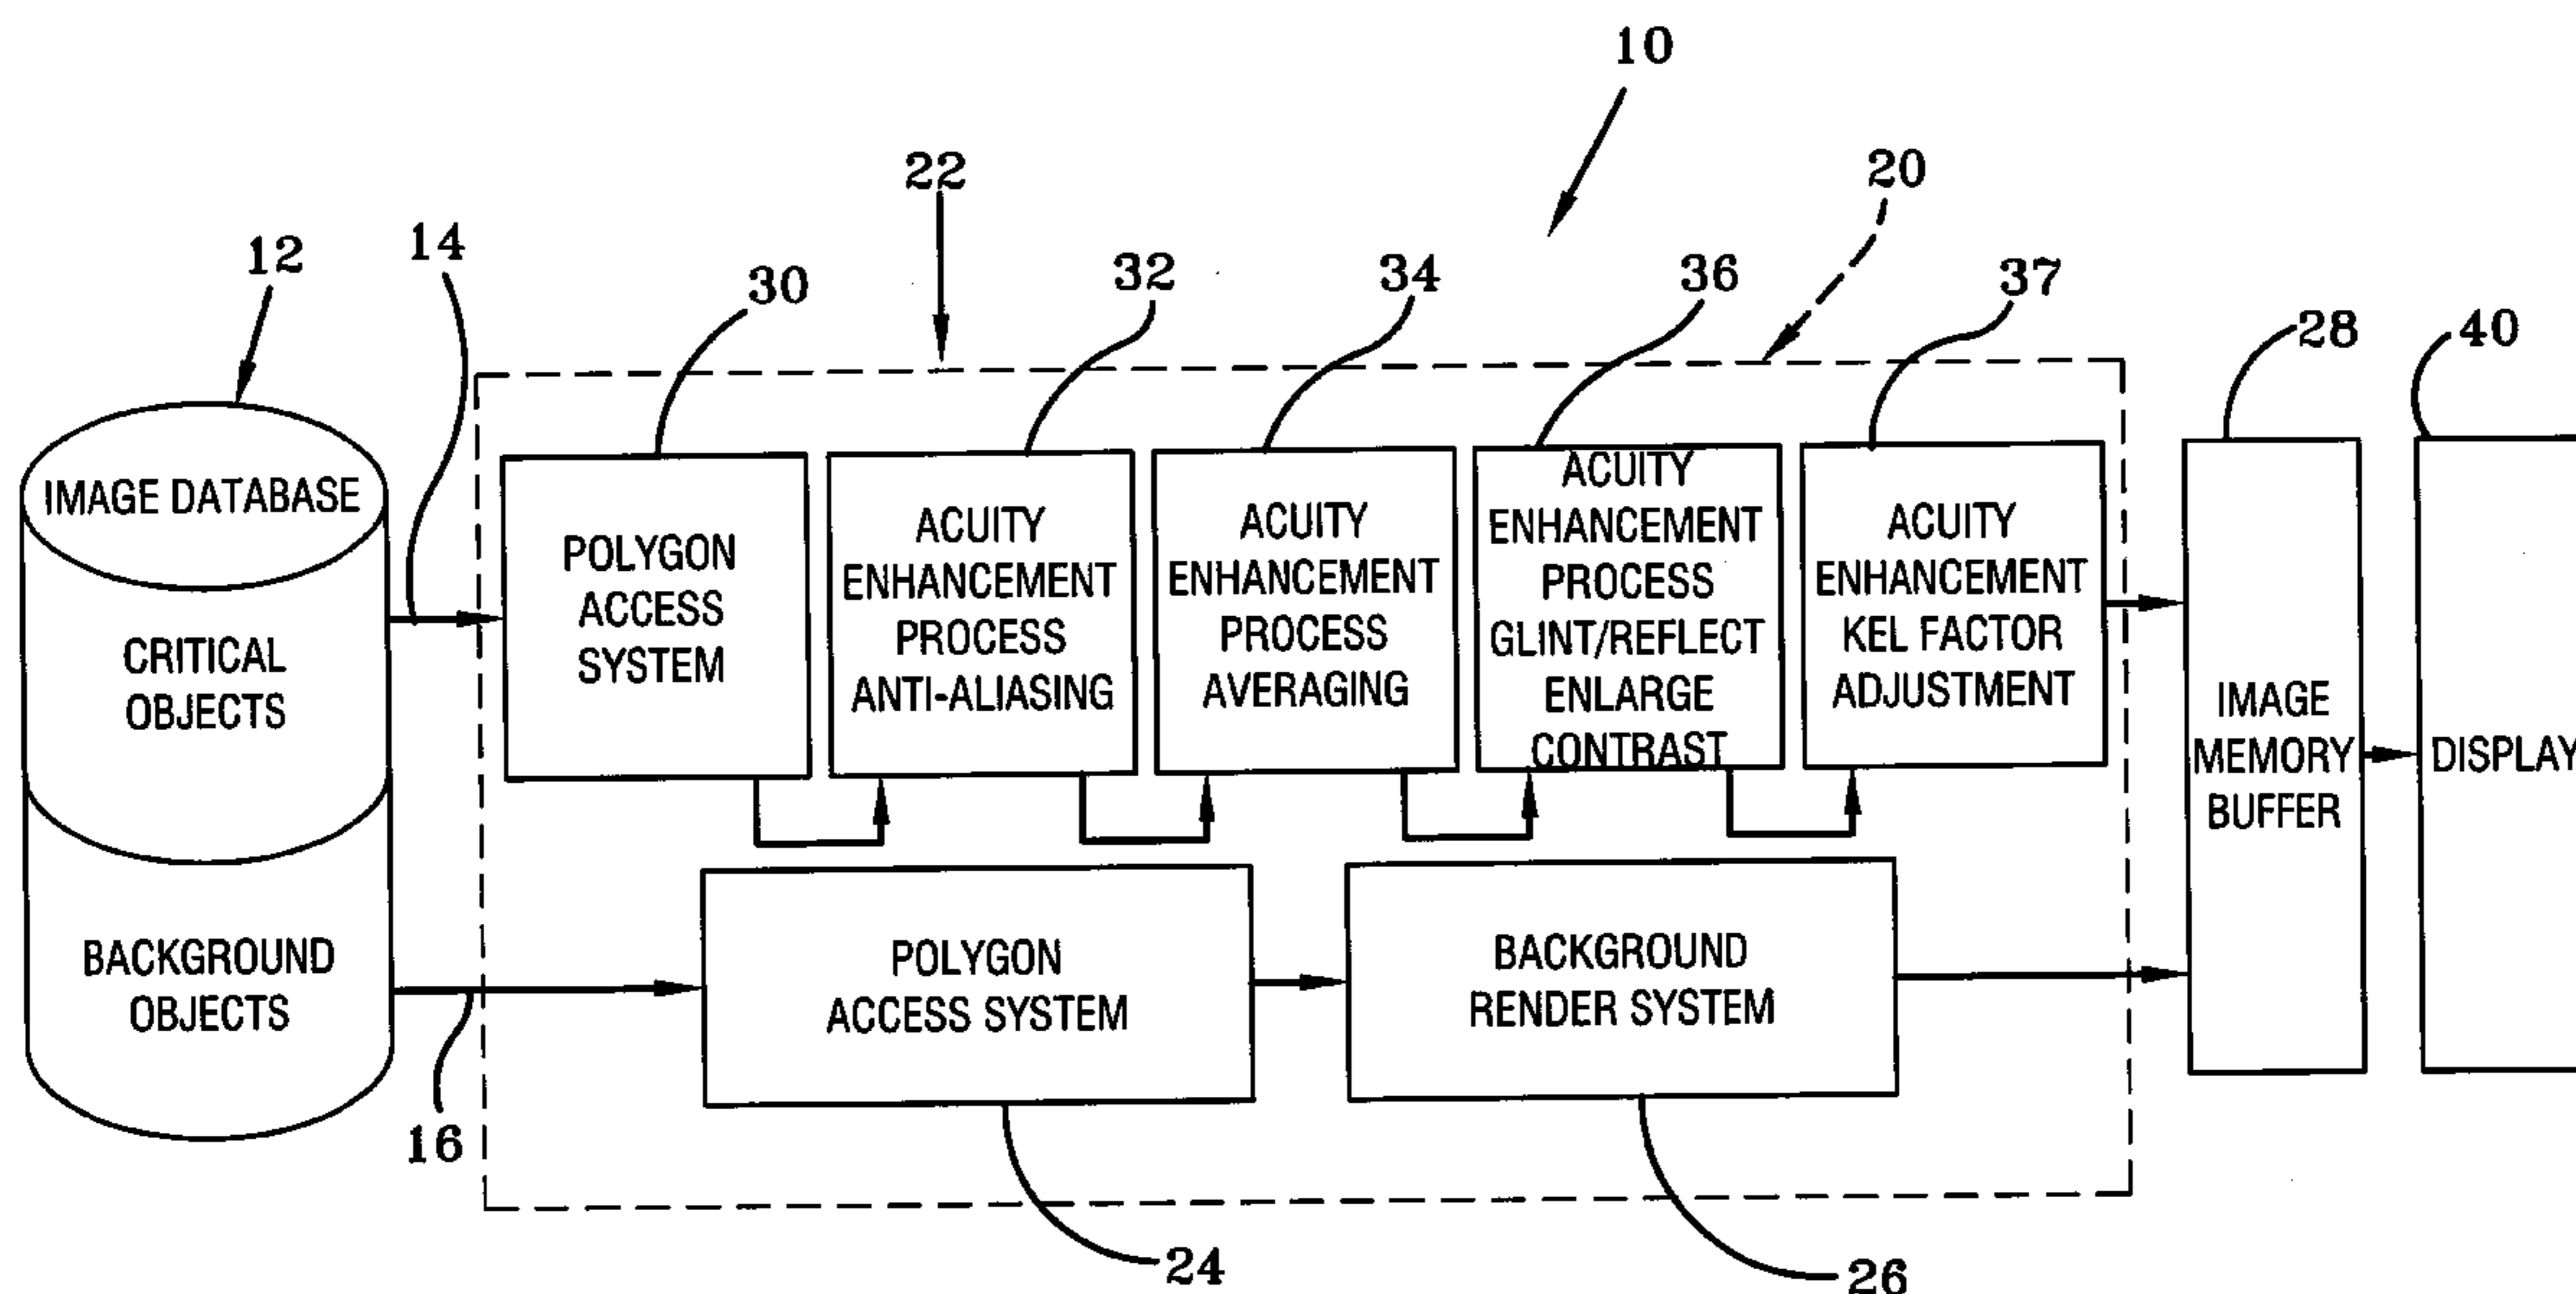 10
22
20
14
12
30
32
34
36
37
28
40
IMAGE DATABASE
CRITICAL
OBJECTS
BACKGROUND
OBJECTS
POLYGON
ACCESS
SYSTEM
ACUITY
ENHANCEMENT
PROCESS
ANTI-ALIASING
ACUITY
ENHANCEMENT
PROCESS
AVERAGING
ACUITY
ENHANCEMENT
PROCESS
GLINT/REFLECT
ENLARGE
CONTRAST
ACUITY
ENHANCEMENT
KEL FACTOR
ADJUSTMENT
IMAGE
MEMORY
BUFFER
DISPLAY
POLYGON
ACCESS SYSTEM
BACKGROUND
RENDER SYSTEM
16
24
26